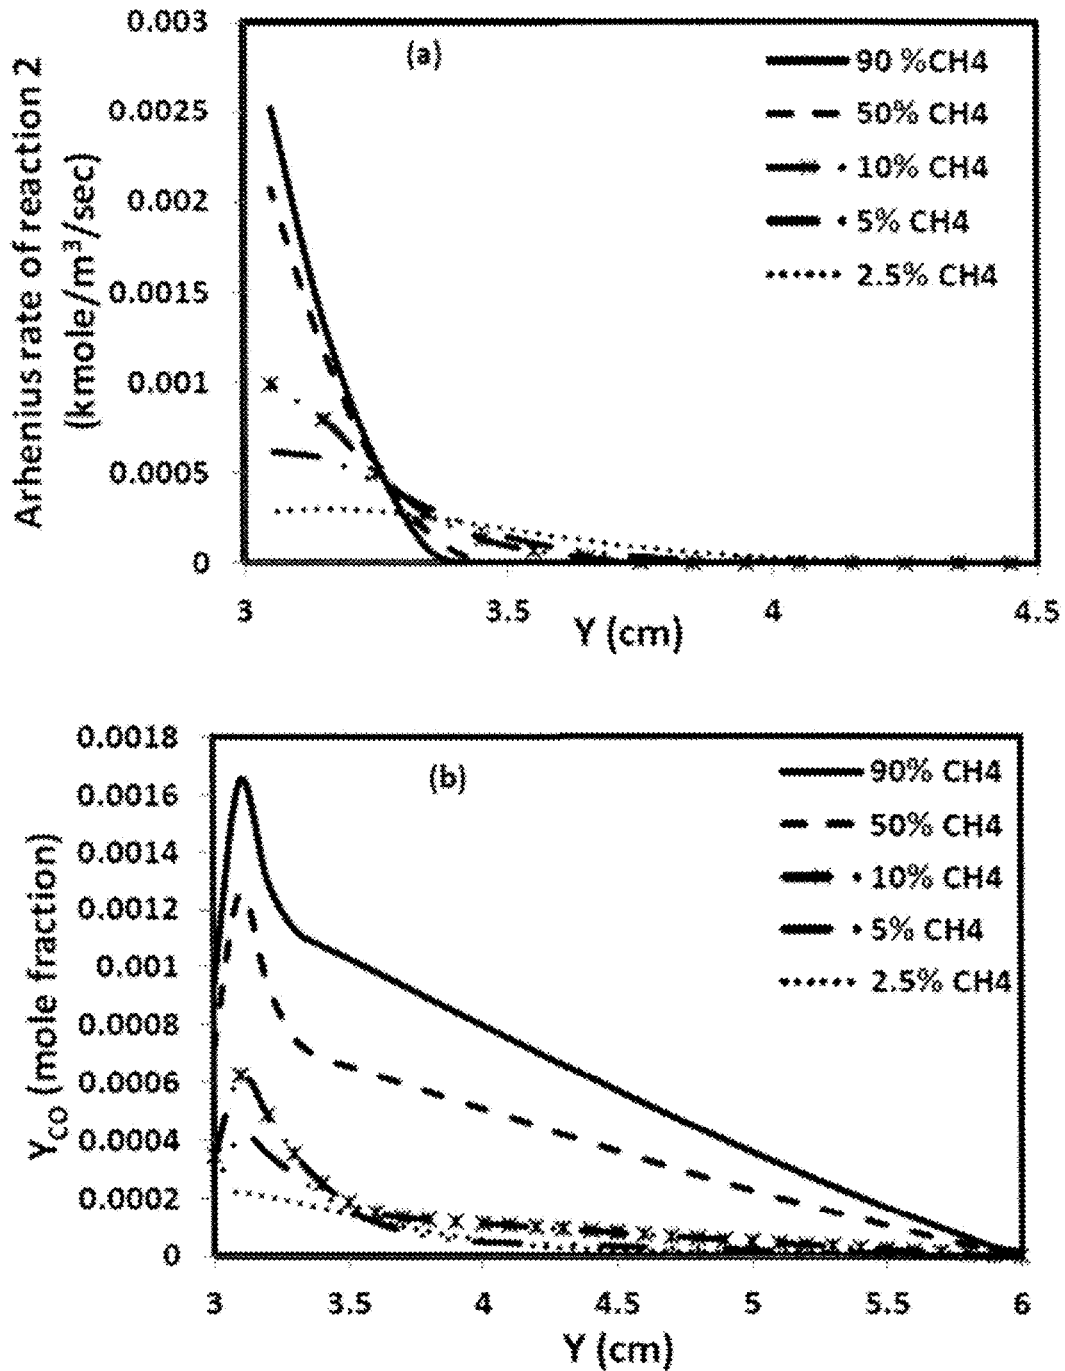 Arhenius rate of reaction 2
(kmole/m³/sec)
0.003
0.0025
0.002
0.0015
0.001
0.0005
0
(a)
90 %CH4
50% CH4
10% CH4
5% CH4
2.5% CH4
3
3.5
4
4.5
Y (cm)
Y_CO (mole fraction)
0.0018
0.0016
0.0014
0.0012
0.001
0.0008
0.0006
0.0004
0.0002
0
(b)
90% CH4
50% CH4
10% CH4
5% CH4
2.5% CH4
3
3.5
4
4.5
5
5.5
6
Y (cm)